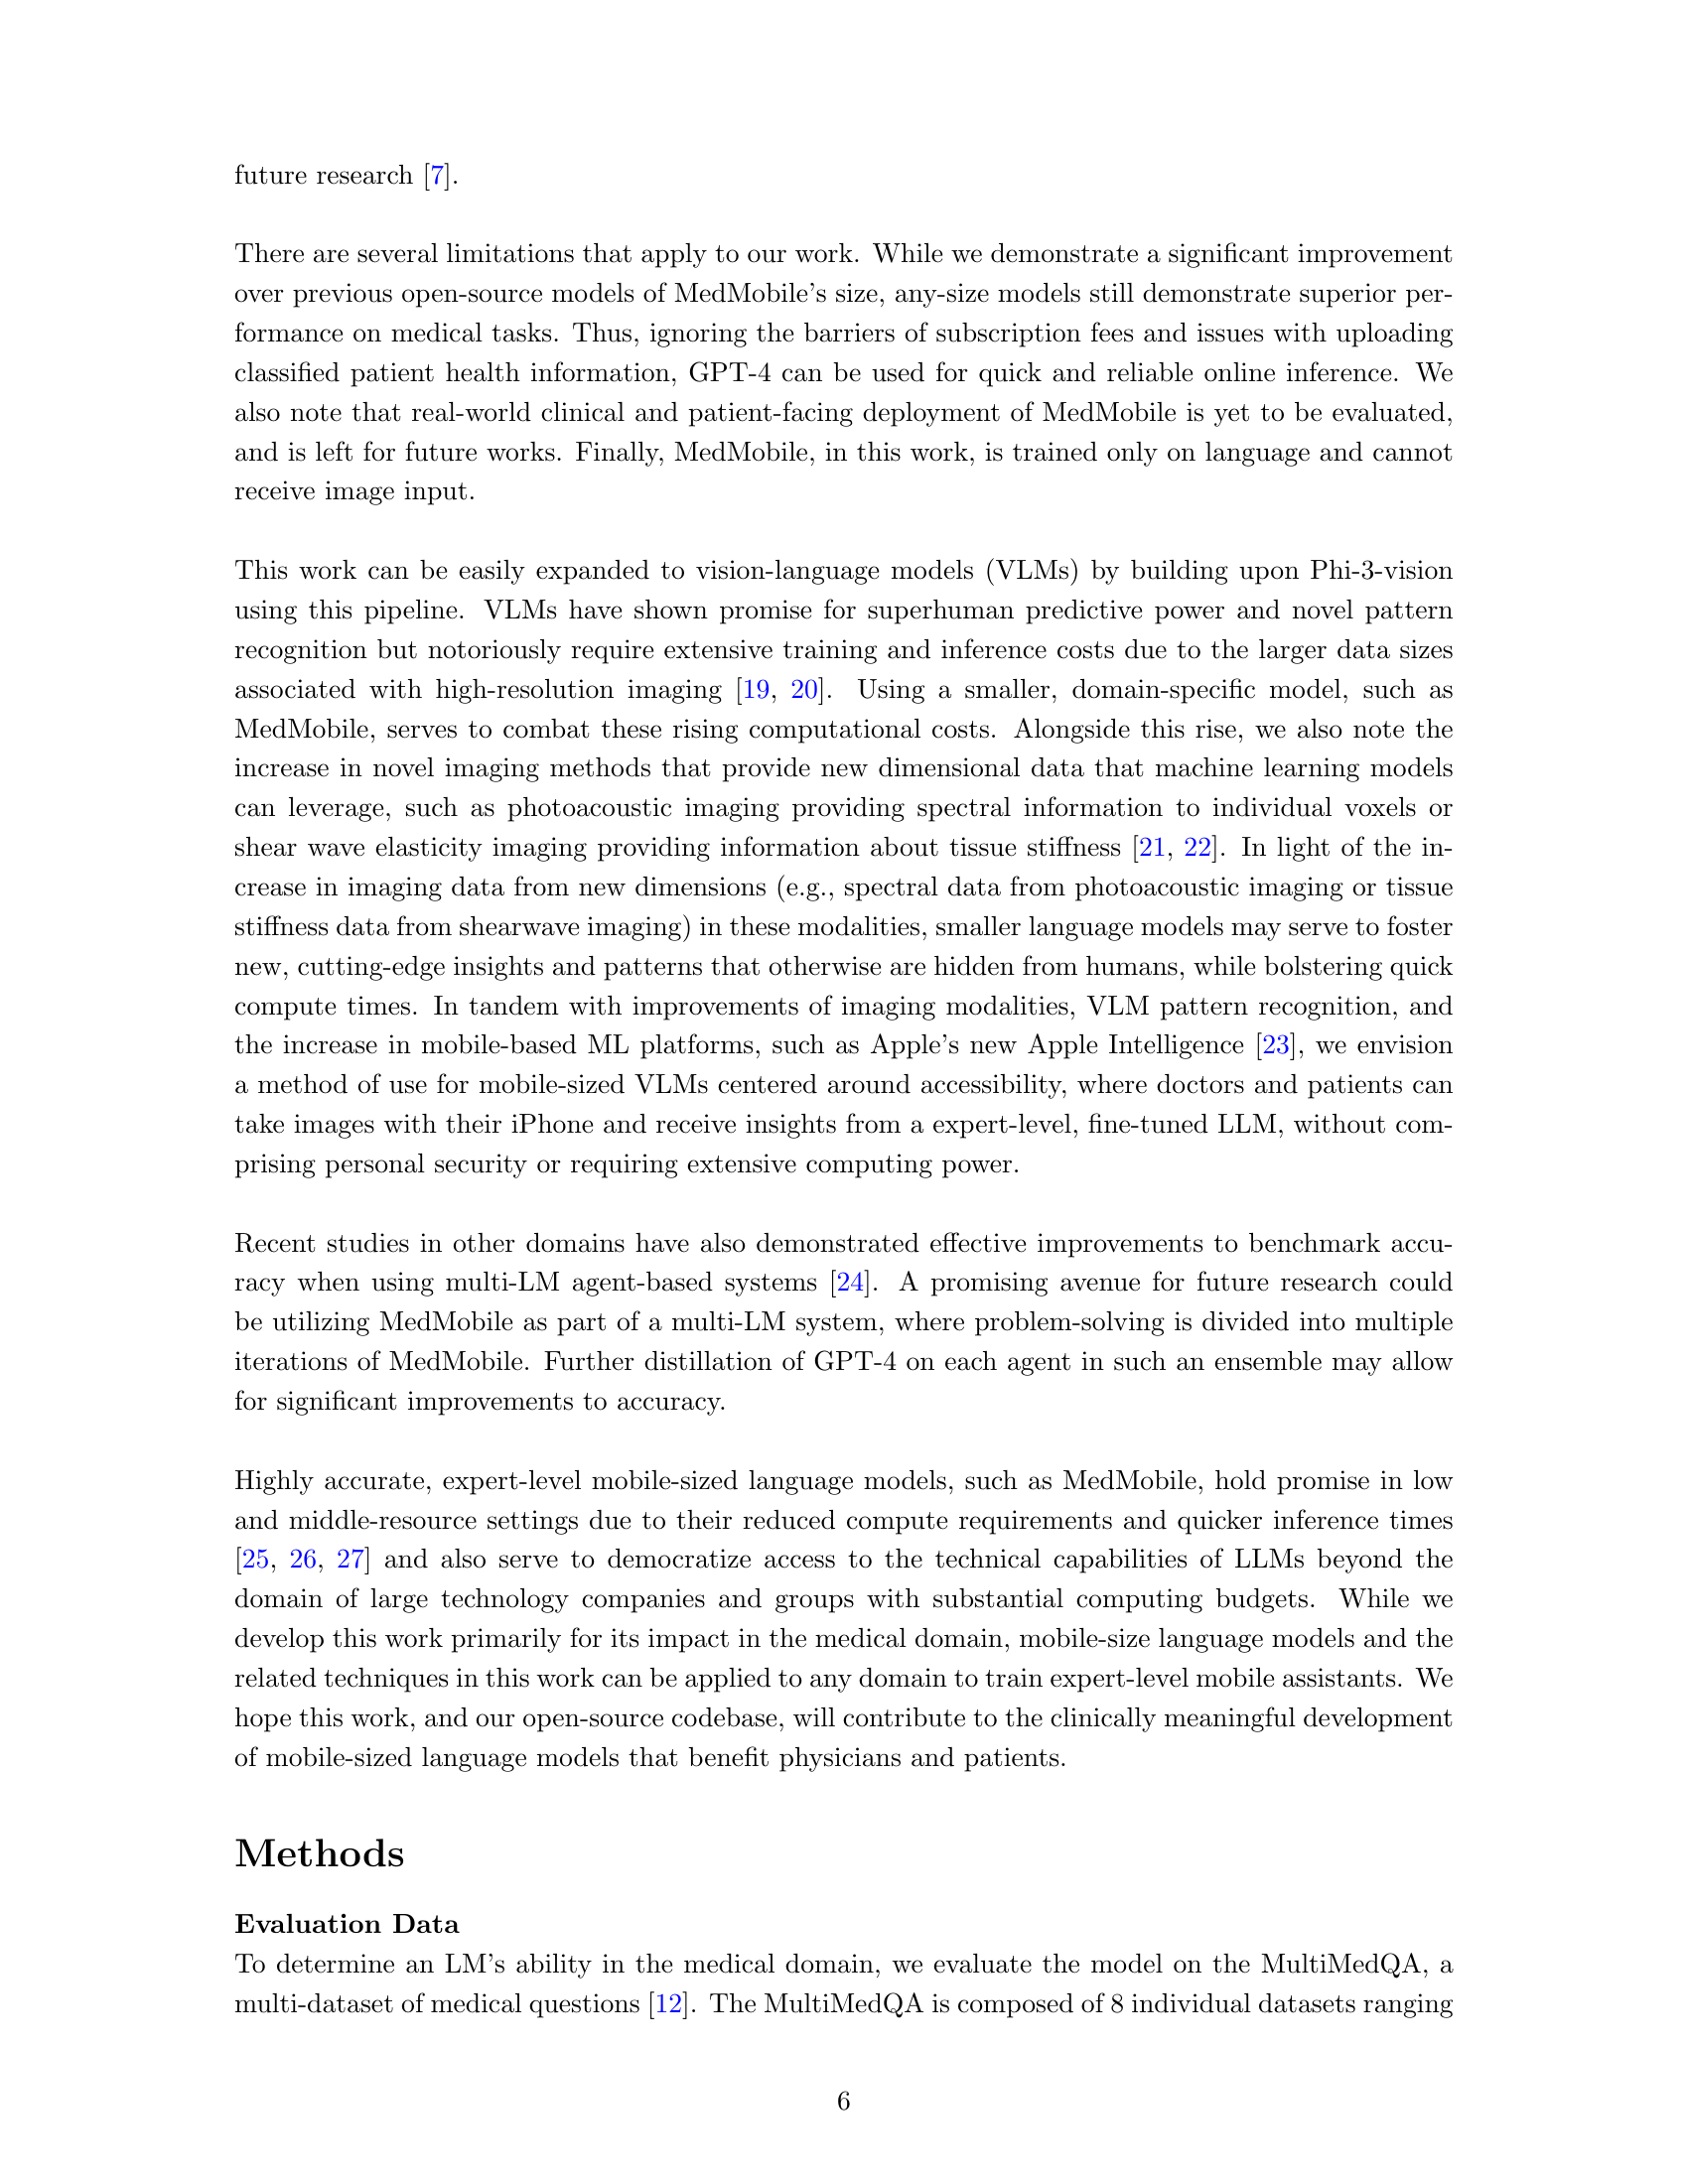 future research [7].
There are several limitations that apply to our work. While we demonstrate a significant improvement
over previous open-source models of MedMobile's size, any-size models still demonstrate superior per-
formance on medical tasks. Thus, ignoring the barriers of subscription fees and issues with uploading
classified patient health information, GPT-4 can be used for quick and reliable online inference. We
also note that real-world clinical and patient-facing deployment of MedMobile is yet to be evaluated,
and is left for future works. Finally, MedMobile, in this work, is trained only on language and cannot
receive image input.
This work can be easily expanded to vision-language models (VLMs) by building upon Phi-3-vision
using this pipeline. VLMs have shown promise for superhuman predictive power and novel pattern
recognition but notoriously require extensive training and inference costs due to the larger data sizes
associated with high-resolution imaging [19, 20]. Using a smaller, domain-specific model, such as
MedMobile, serves to combat these rising computational costs. Alongside this rise, we also note the
increase in novel imaging methods that provide new dimensional data that machine learning models
can leverage, such as photoacoustic imaging providing spectral information to individual voxels or
shear wave elasticity imaging providing information about tissue stiffness [21, 22]. In light of the in-
crease in imaging data from new dimensions (e.g., spectral data from photoacoustic imaging or tissue
stiffness data from shearwave imaging) in these modalities, smaller language models may serve to foster
new, cutting-edge insights and patterns that otherwise are hidden from humans, while bolstering quick
compute times. In tandem with improvements of imaging modalities, VLM pattern recognition, and
the increase in mobile-based ML platforms, such as Apple's new Apple Intelligence [23], we envision
a method of use for mobile-sized VLMs centered around accessibility, where doctors and patients can
take images with their iPhone and receive insights from a expert-level, fine-tuned LLM, without com-
prising personal security or requiring extensive computing power.
Recent studies in other domains have also demonstrated effective improvements to benchmark accu-
racy when using multi-LM agent-based systems [24]. A promising avenue for future research could
be utilizing MedMobile as part of a multi-LM system, where problem-solving is divided into multiple
iterations of MedMobile. Further distillation of GPT-4 on each agent in such an ensemble may allow
for significant improvements to accuracy.
Highly accurate, expert-level mobile-sized language models, such as MedMobile, hold promise in low
and middle-resource settings due to their reduced compute requirements and quicker inference times
[25, 26, 27] and also serve to democratize access to the technical capabilities of LLMs beyond the
domain of large technology companies and groups with substantial computing budgets. While we
develop this work primarily for its impact in the medical domain, mobile-size language models and the
related techniques in this work can be applied to any domain to train expert-level mobile assistants. We
hope this work, and our open-source codebase, will contribute to the clinically meaningful development
of mobile-sized language models that benefit physicians and patients.
Methods
Evaluation Data
To determine an LM's ability in the medical domain, we evaluate the model on the MultiMedQA, a
multi-dataset of medical questions [12]. The MultiMedQA is composed of 8 individual datasets ranging
6